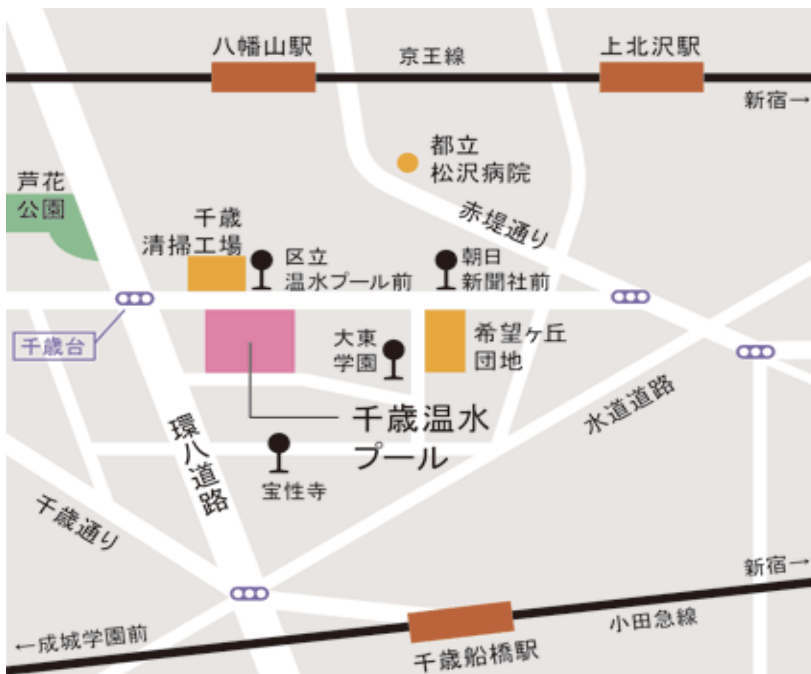 八幡山駅
京王線
上北沢駅
新宿→
都立
松沢病院
芦花
公園
千歳
清掃工場
区立
温水プール前
朝日
新聞社前
赤堤通り
千歳台
大東
学園
希望ヶ丘
団地
千歳温水
プール
水道道路
環八道路
宝性寺
千歳通り
新宿→
←成城学園前
小田急線
千歳船橋駅